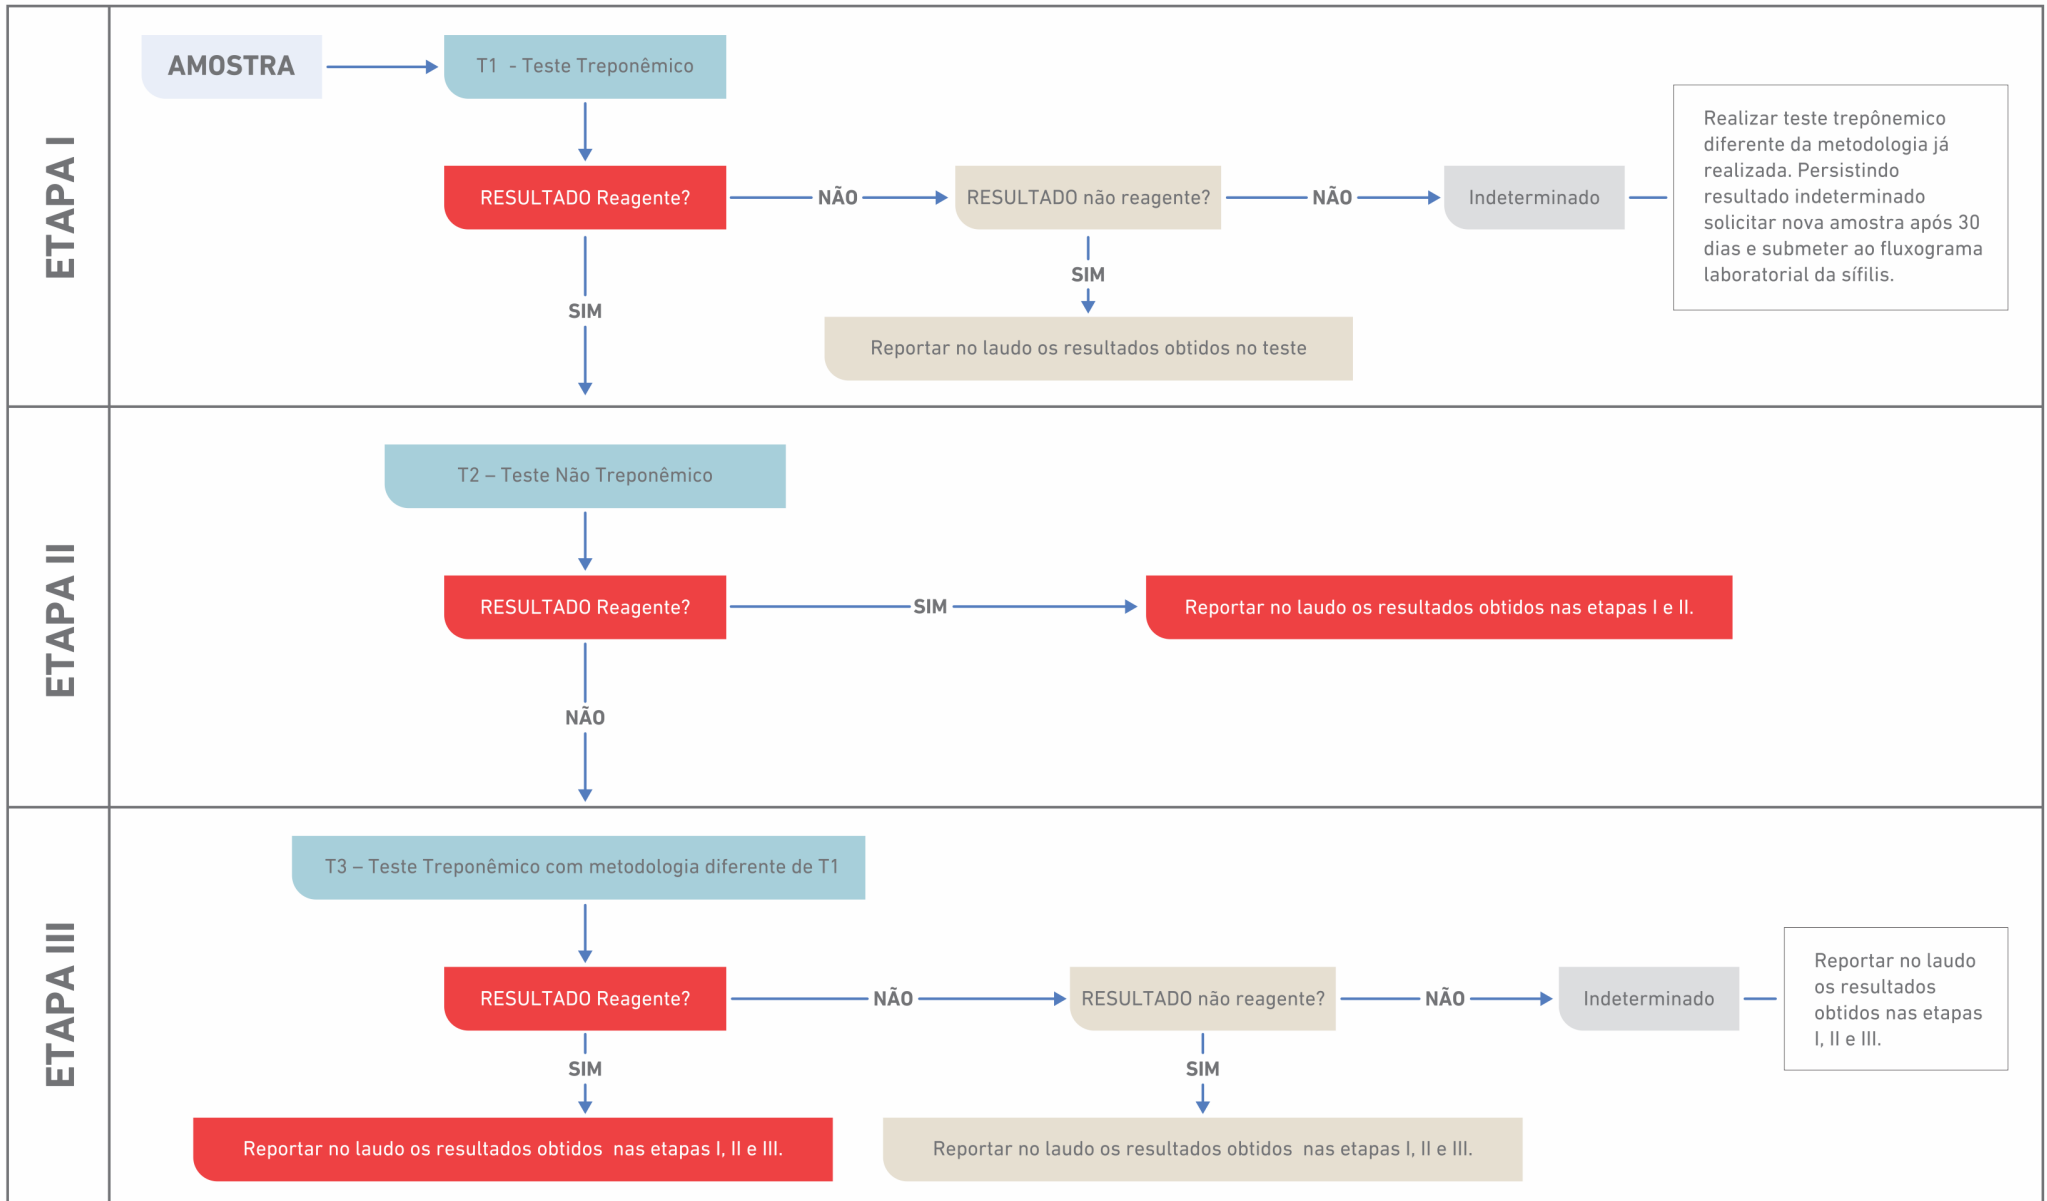 ETAPA I
AMOSTRA
T1 - Teste Treponêmico
RESULTADO Reagente?
NÃO
RESULTADO não reagente?
NÃO
Indeterminado
Realizar teste trepônemico
diferente da metodologia já
realizada. Persistindo
resultado indeterminado
solicitar nova amostra após 30
dias e submeter ao fluxograma
laboratorial da sífilis.
SIM
SIM
Reportar no laudo os resultados obtidos no teste
ETAPA II
T2 – Teste Não Treponêmico
RESULTADO Reagente?
SIM
Reportar no laudo os resultados obtidos nas etapas I e II.
NÃO
ETAPA III
T3 – Teste Treponêmico com metodologia diferente de T1
RESULTADO Reagente?
NÃO
RESULTADO não reagente?
NÃO
Indeterminado
Reportar no laudo
os resultados
obtidos nas etapas
I, II e III.
SIM
SIM
Reportar no laudo os resultados obtidos nas etapas I, II e III.
Reportar no laudo os resultados obtidos nas etapas I, II e III.